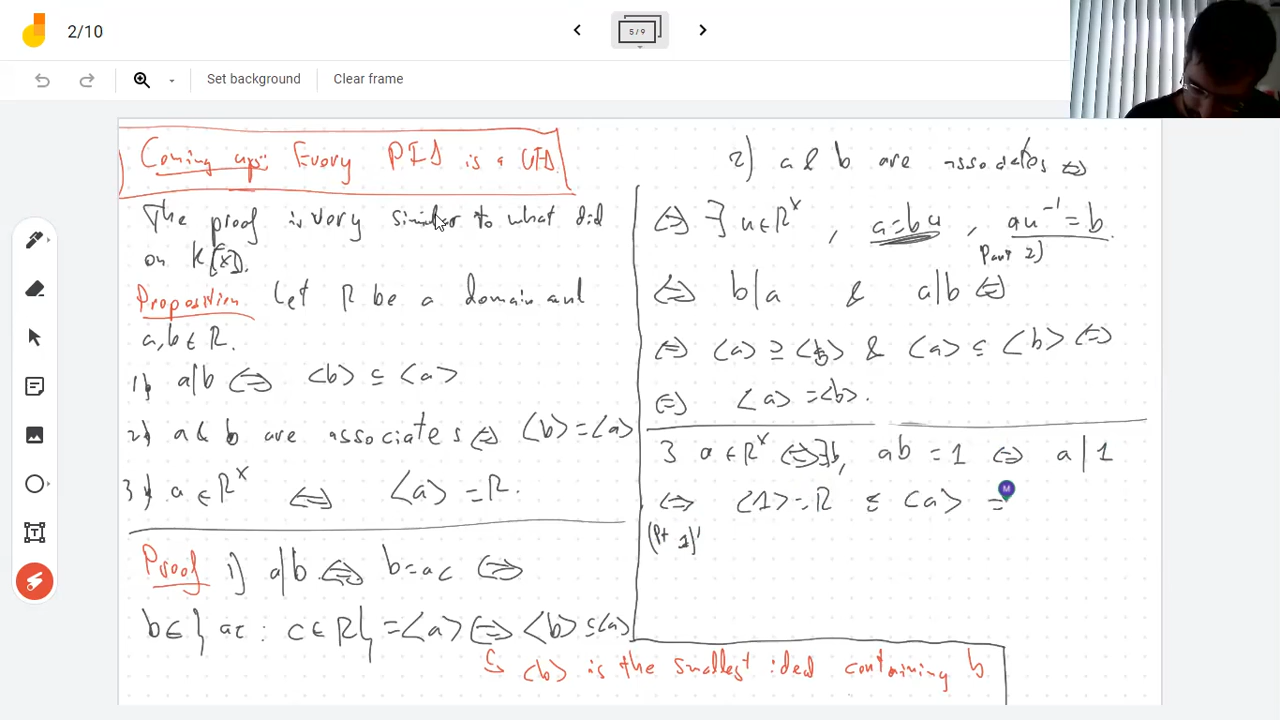 2/10
5/9
Set background
Clear frame
Coming up: Every PID is a UFD.
The proof is very similar to what did
on K[x].
Proposition Let R be a domain and
a,b ∈ R.
1) a|b ⇔ <b> ⊆ <a>
2) a & b are associates ⇔ <b> = <a>
3) a ∈ R^x ⇔ <a> = R.
Proof 1) a|b ⇔ b=ac ⇔
b ∈ { ac : c ∈ R } = <a> ⇔ <b> ⊆ <a>
↳ <b> is the smallest ideal containing b
2) a & b are associates ⇔
⇔ ∃ u∈R^x , a=bu , au^-1 = b
Part 2)
⇔ b|a & a|b ⇔
⇔ <a> ⊇ <b> & <a> ⊆ <b> ⇔
⇔ <a> = <b>.
3 a ∈ R^x ⇔ ∃b, ab = 1 ⇔ a|1
⇔ <1> = R ⊆ <a> =
(Pt 1)
M